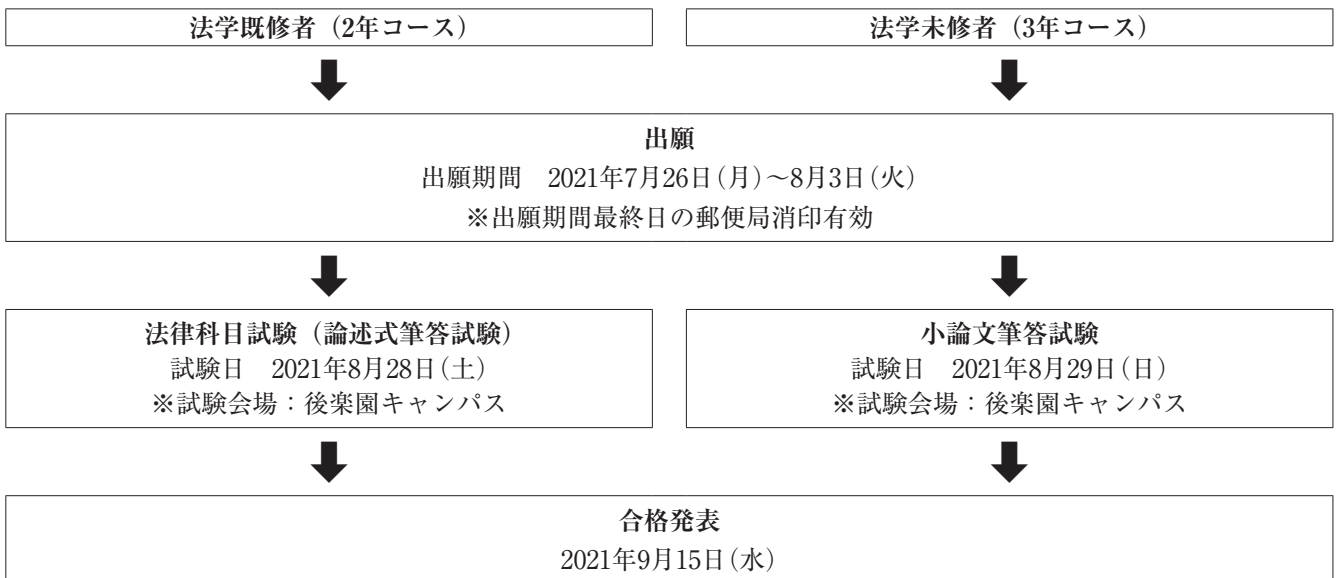 法学既修者（2年コース）
法学未修者（3年コース）
出願
出願期間　2021年7月26日（月）～8月3日（火）
※出願期間最終日の郵便局消印有効
法律科目試験（論述式筆答試験）
試験日　2021年8月28日（土）
※試験会場：後楽園キャンパス
小論文筆答試験
試験日　2021年8月29日（日）
※試験会場：後楽園キャンパス
合格発表
2021年9月15日（水）